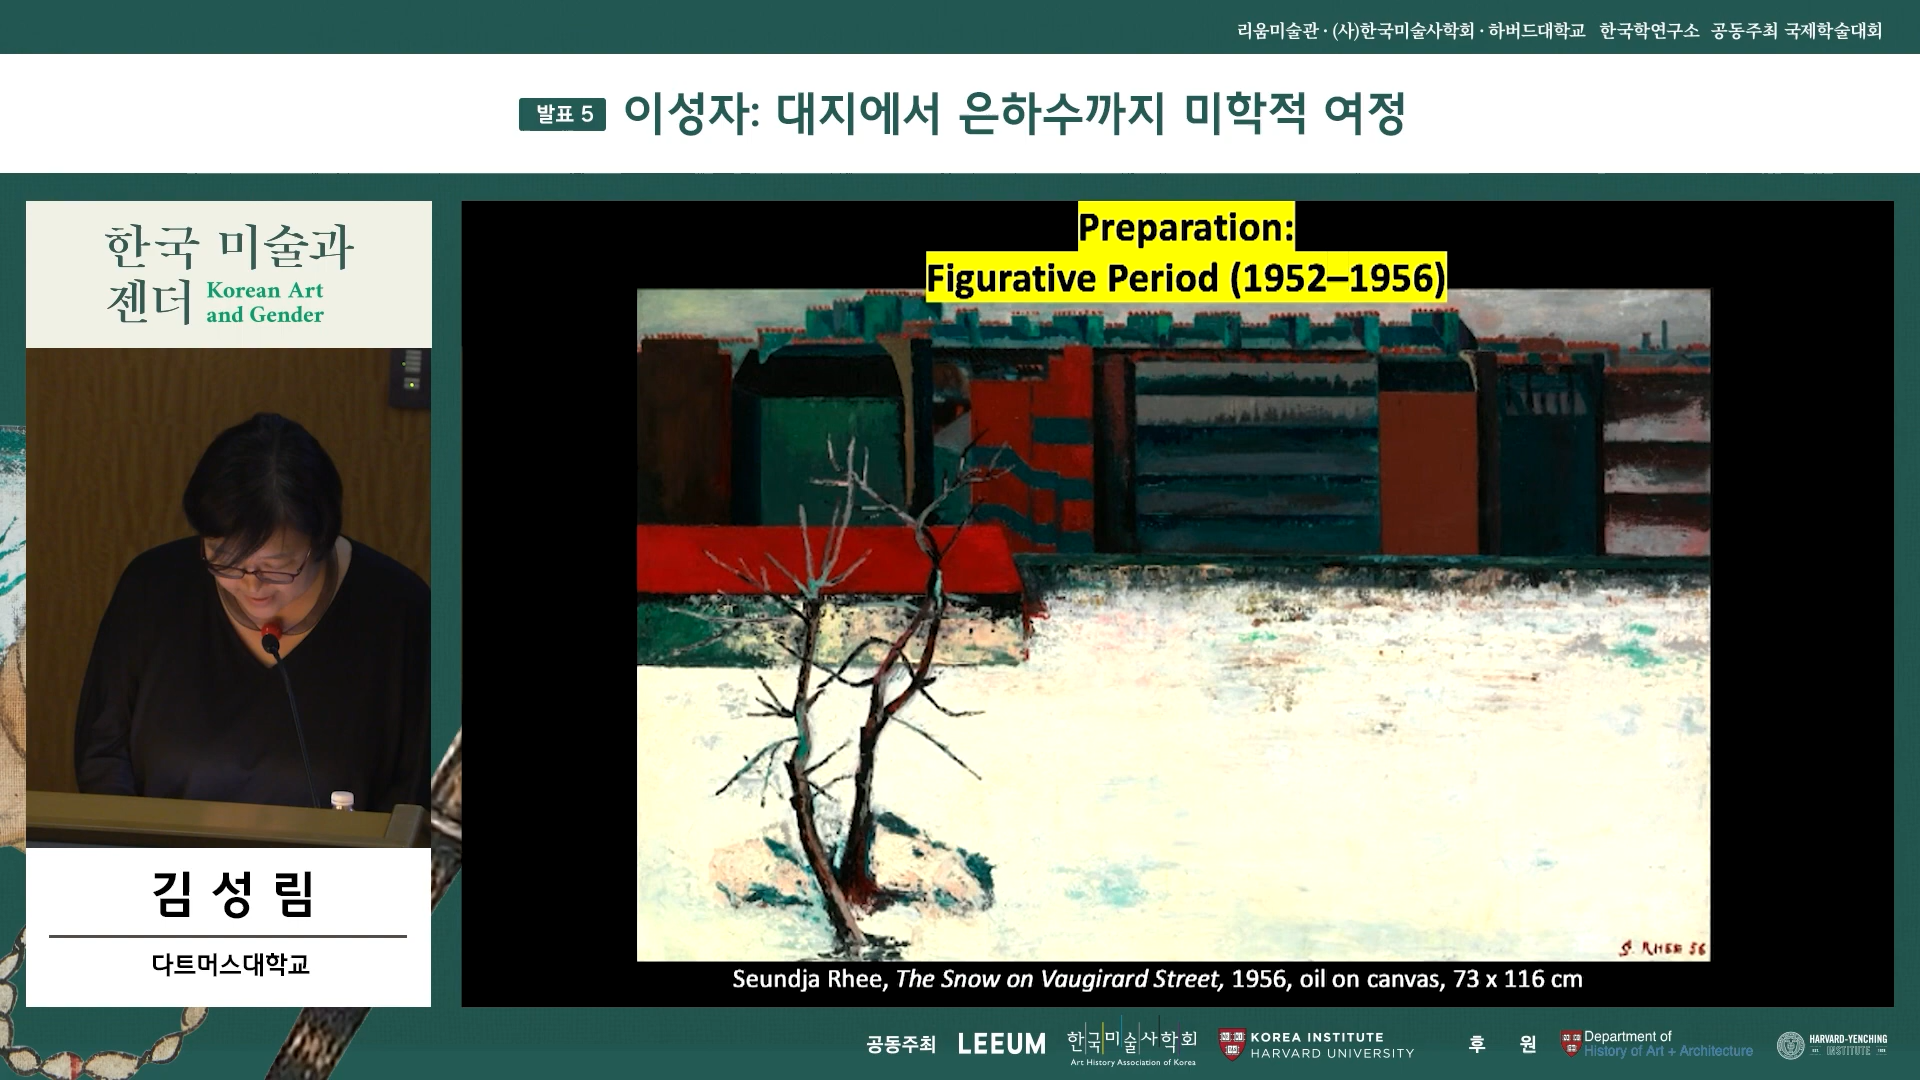 리움미술관 · (사)한국미술사학회 · 하버드대학교 한국학연구소 공동주최 국제학술대회
발표 5 이성자: 대지에서 은하수까지 미학적 여정
한국 미술과
젠더 Korean Art
and Gender
Preparation:
Figurative Period (1952–1956)
S. RHEE 56
Seundja Rhee, The Snow on Vaugirard Street, 1956, oil on canvas, 73 x 116 cm
김성림
다트머스대학교
공동주최 LEEUM 한국미술사학회 Art History Association of Korea KOREA INSTITUTE HARVARD UNIVERSITY 후 원 Department of History of Art + Architecture HARVARD-YENCHING INSTITUTE